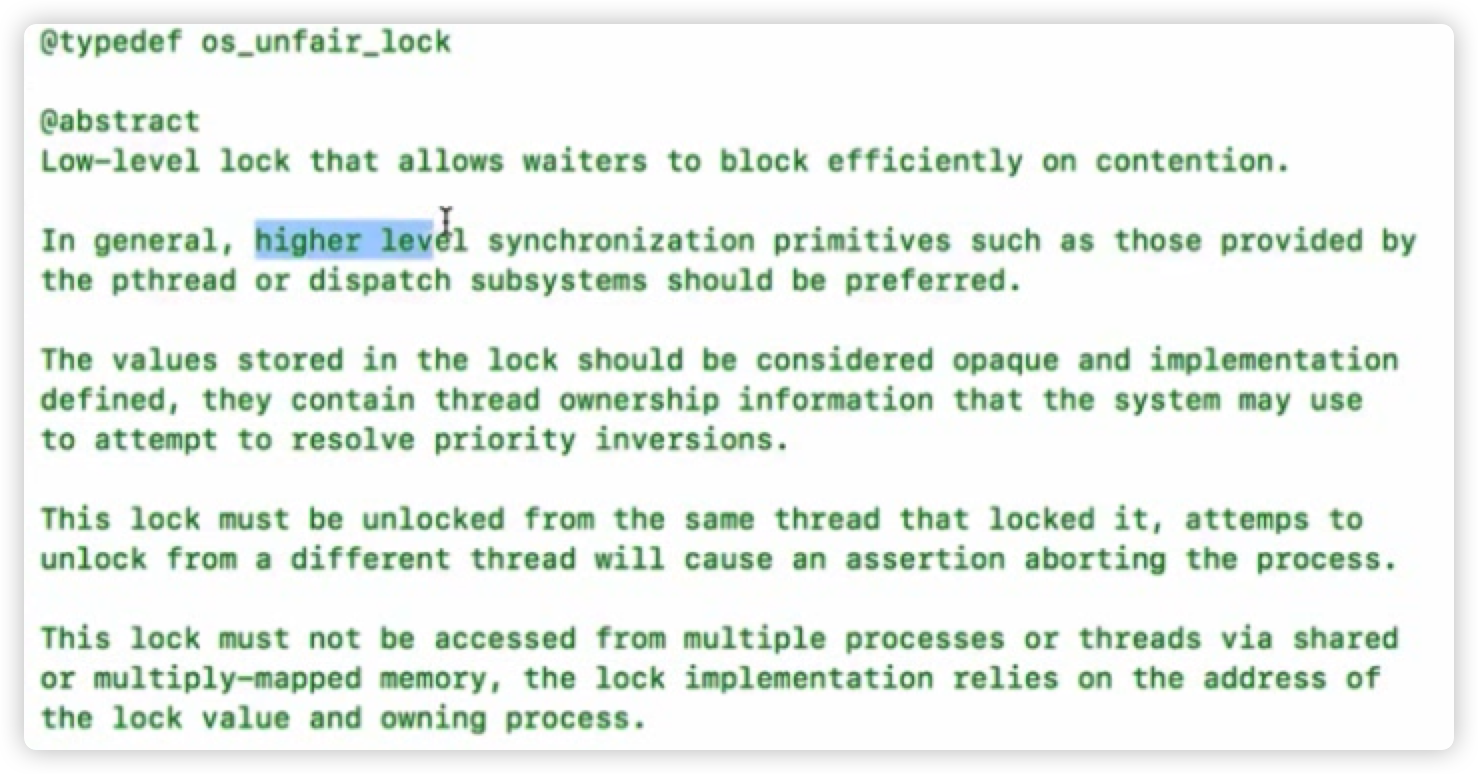 @typedef os_unfair_lock
@abstract
Low-level lock that allows waiters to block efficiently on contention.
In general, higher level synchronization primitives such as those provided by
the pthread or dispatch subsystems should be preferred.
The values stored in the lock should be considered opaque and implementation
defined, they contain thread ownership information that the system may use
to attempt to resolve priority inversions.
This lock must be unlocked from the same thread that locked it, attemps to
unlock from a different thread will cause an assertion aborting the process.
This lock must not be accessed from multiple processes or threads via shared
or multiply-mapped memory, the lock implementation relies on the address of
the lock value and owning process.